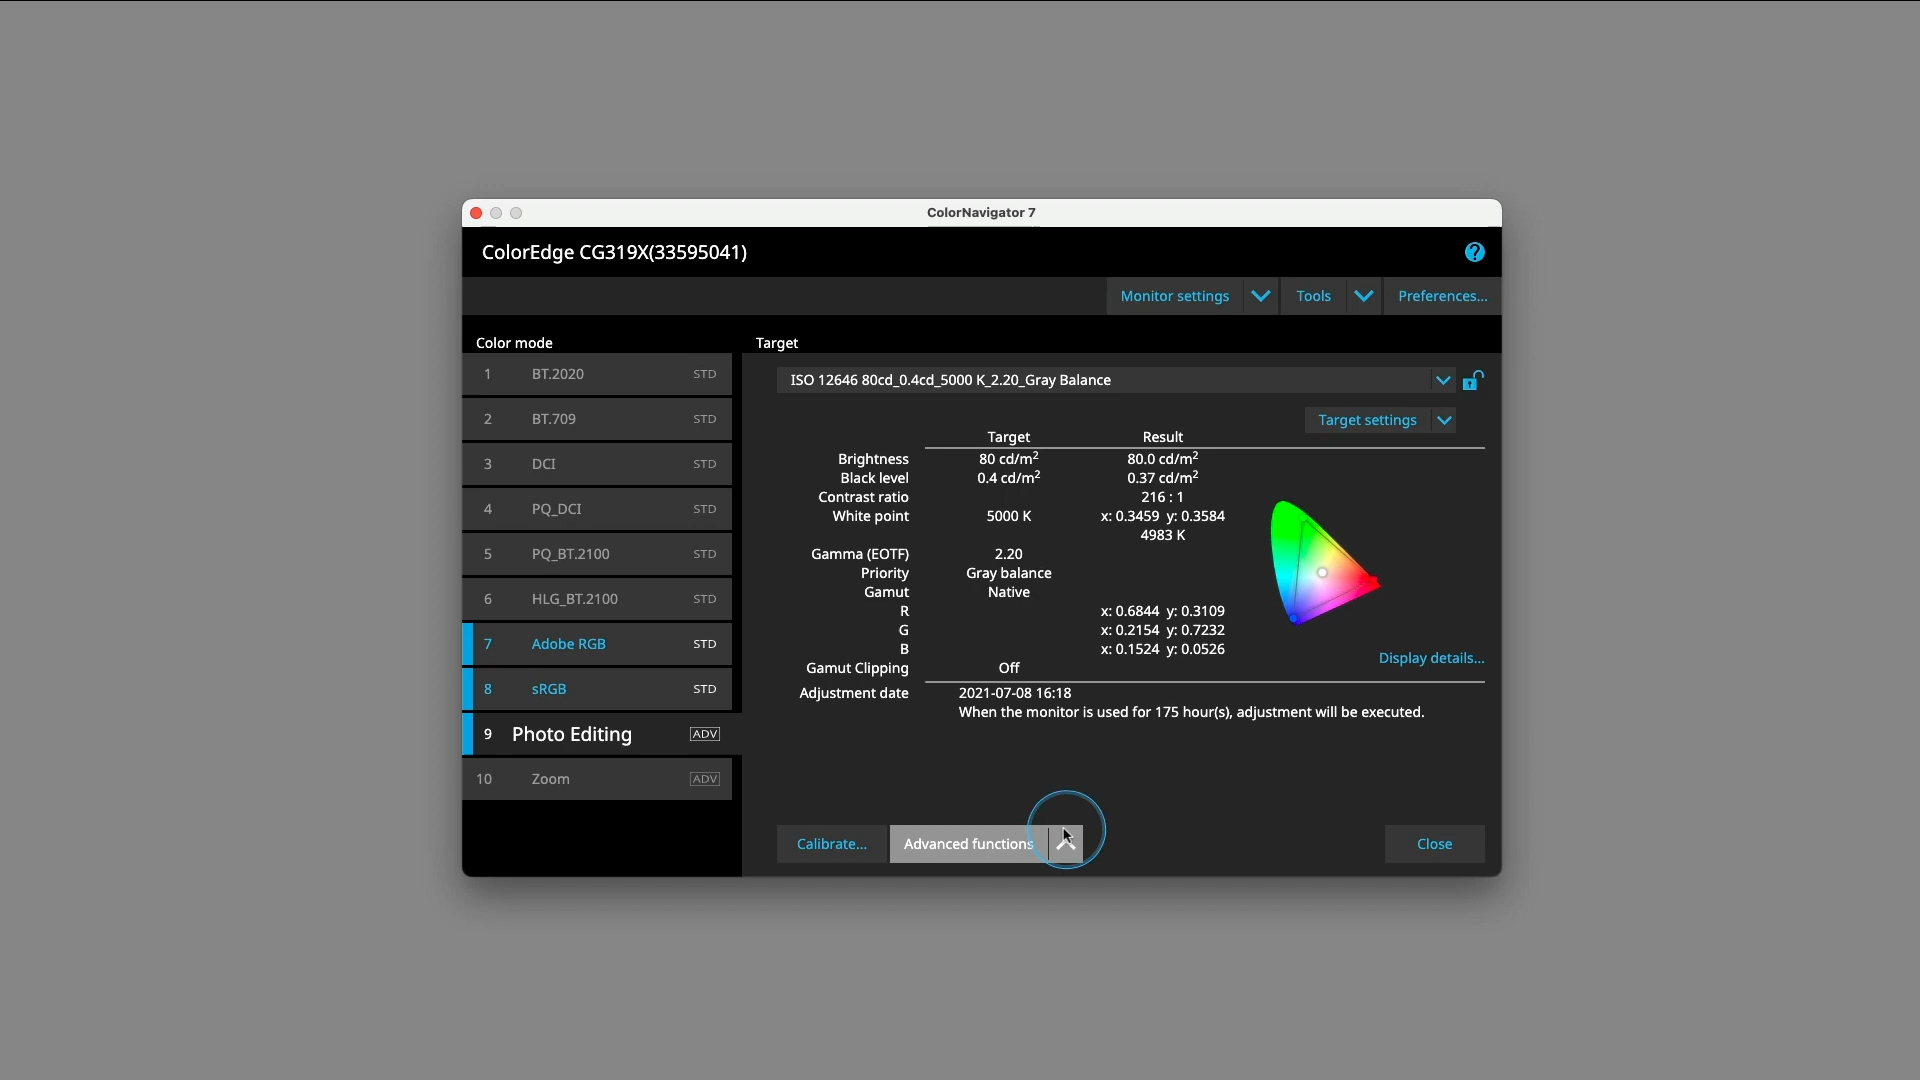 ColorNavigator 7
ColorEdge CG319X(33595041)
Monitor settings Tools Preferences...
Color mode
1 BT.2020 STD
2 BT.709 STD
3 DCI STD
4 PQ_DCI STD
5 PQ_BT.2100 STD
6 HLG_BT.2100 STD
7 Adobe RGB STD
8 sRGB STD
9 Photo Editing ADV
10 Zoom ADV
Target
ISO 12646 80cd_0.4cd_5000 K_2.20_Gray Balance
Target settings
Target Result
Brightness 80 cd/m² 80.0 cd/m²
Black level 0.4 cd/m² 0.37 cd/m²
Contrast ratio 216 : 1
White point 5000 K x: 0.3459 y: 0.3584
4983 K
Gamma (EOTF) 2.20
Priority Gray balance
Gamut Native
R x: 0.6844 y: 0.3109
G x: 0.2154 y: 0.7232
B x: 0.1524 y: 0.0526
Display details...
Gamut Clipping Off
Adjustment date 2021-07-08 16:18
When the monitor is used for 175 hour(s), adjustment will be executed.
Calibrate... Advanced functions Close